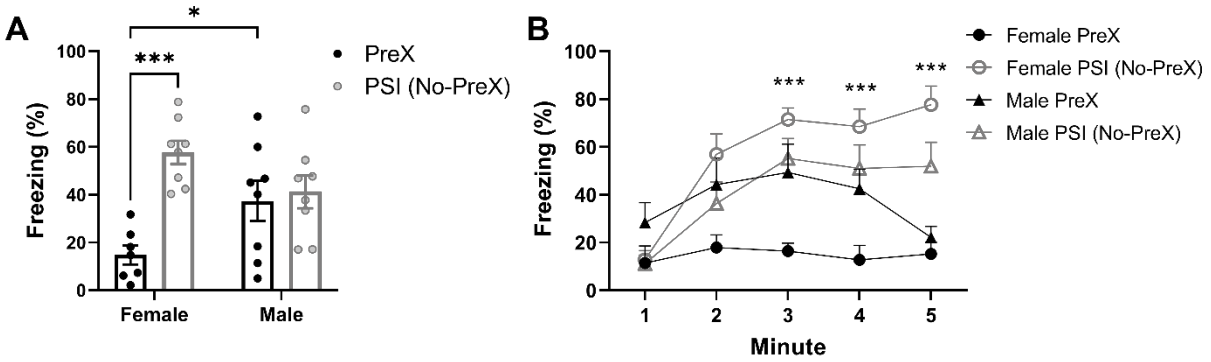 A
*
***
PreX
PSI (No-PreX)
Freezing (%)
100
80
60
40
20
0
Female
Male
B
Female PreX
Female PSI (No-PreX)
Male PreX
Male PSI (No-PreX)
Freezing (%)
100
80
60
40
20
0
***
***
***
1 2 3 4 5
Minute